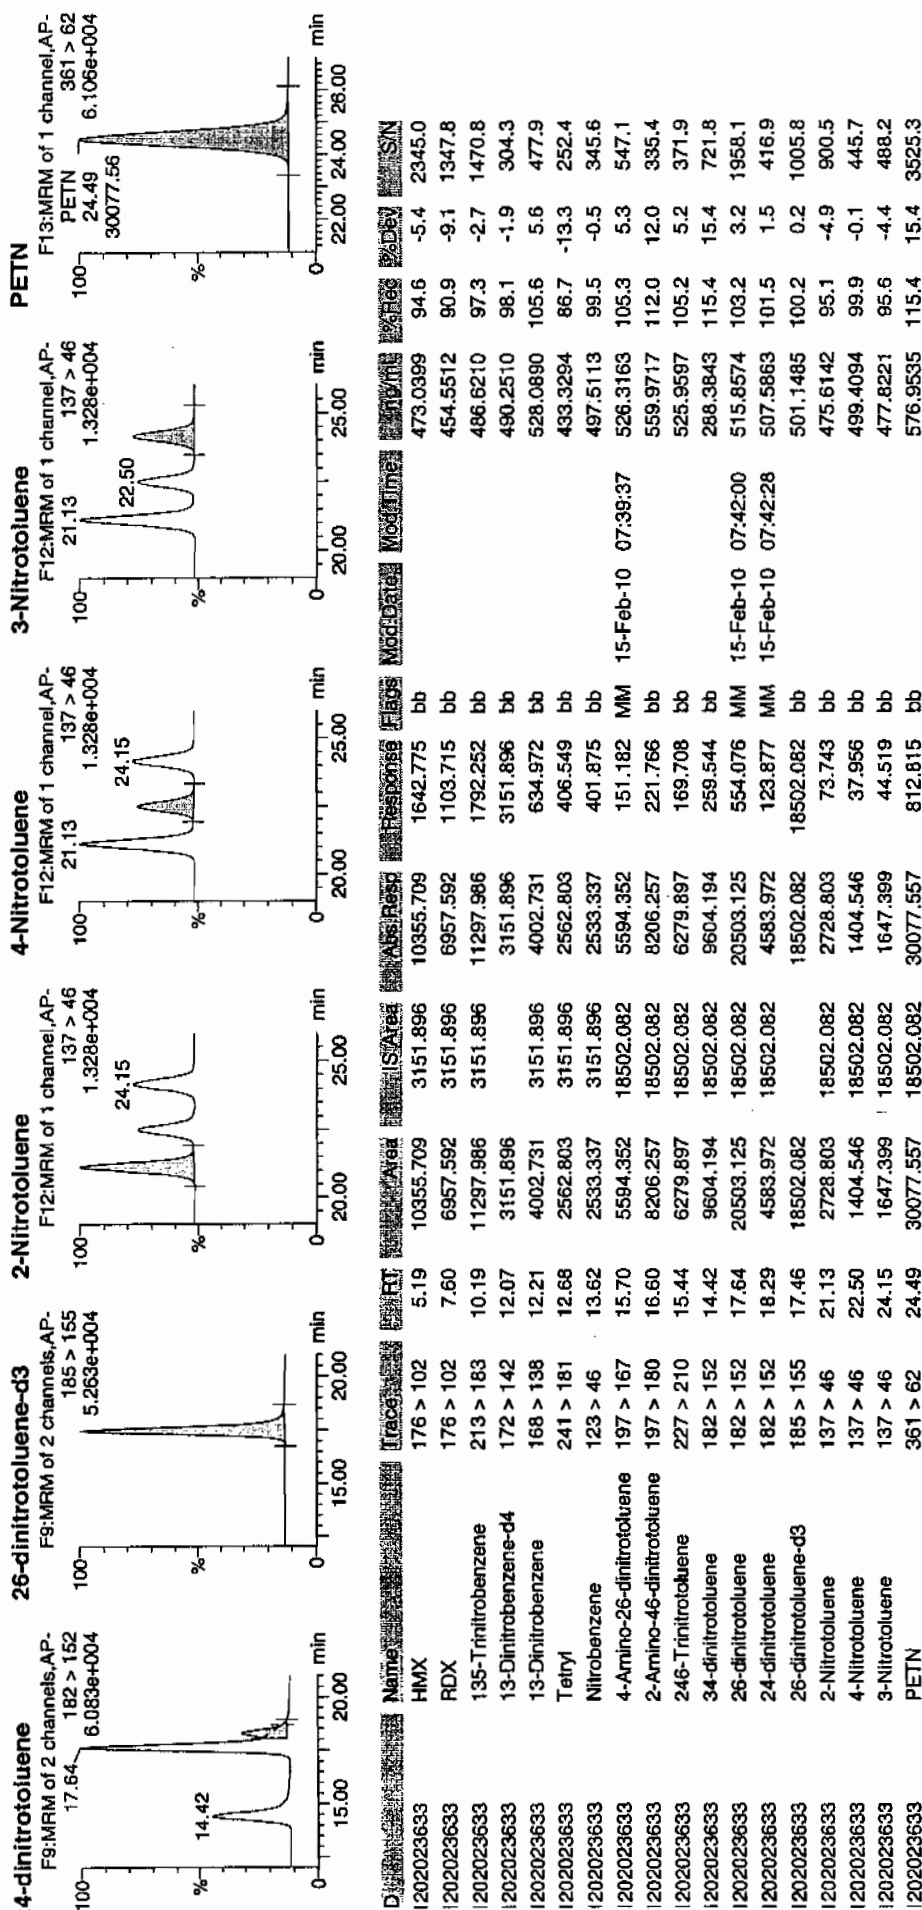 4-dinitrotoluene
F9:MRM of 2 channels,AP-
182 > 152
6.083e+004
17.64
100
14.42
%
0
15.00
20.00
min
26-dinitrotoluene-d3
F9:MRM of 2 channels,AP-
185 > 155
5.263e+004
100
%
0
15.00
20.00
min
2-Nitrotoluene
F12:MRM of 1 channel,AP-
137 > 46
1.328e+004
100
24.15
%
0
20.00
25.00
min
4-Nitrotoluene
F12:MRM of 1 channel,AP-
137 > 46
1.328e+004
21.13
100
24.15
%
0
20.00
25.00
min
3-Nitrotoluene
F12:MRM of 1 channel,AP-
137 > 46
1.328e+004
21.13
100
22.50
%
0
20.00
25.00
min
PETN
F13:MRM of 1 channel,AP-
361 > 62
6.106e+004
PETN
24.49
30077.56
100
%
0
22.00
24.00
26.00
min
Name Trace RT Area IS Area Abs.Resp Response Flags Mod.Date Mod.Time ng/mL %Rec %Dev S/N
1202023633 HMX 176 > 102 5.19 10355.709 3151.896 10355.709 1642.775 bb 473.0399 94.6 -5.4 2345.0
1202023633 RDX 176 > 102 7.60 6957.592 3151.896 6957.592 1103.715 bb 454.5512 90.9 -9.1 1347.8
1202023633 135-Trinitrobenzene 213 > 183 10.19 11297.986 3151.896 11297.986 1792.252 bb 486.6210 97.3 -2.7 1470.8
1202023633 13-Dinitrobenzene-d4 172 > 142 12.07 3151.896 3151.896 3151.896 bb 490.2510 98.1 -1.9 304.3
1202023633 13-Dinitrobenzene 168 > 138 12.21 4002.731 3151.896 4002.731 634.972 bb 528.0890 105.6 5.6 477.9
1202023633 Tetryl 241 > 181 12.68 2562.803 3151.896 2562.803 406.549 bb 433.3294 86.7 -13.3 252.4
1202023633 Nitrobenzene 123 > 46 13.62 2533.337 3151.896 2533.337 401.875 bb 497.5113 99.5 -0.5 345.6
1202023633 4-Amino-26-dinitrotoluene 197 > 167 15.70 5594.352 18502.082 5594.352 151.182 MM 15-Feb-10 07:39:37 526.3163 105.3 5.3 547.1
1202023633 2-Amino-46-dinitrotoluene 197 > 180 16.60 8206.257 18502.082 8206.257 221.766 bb 559.9717 112.0 12.0 335.4
1202023633 246-Trinitrotoluene 227 > 210 15.44 6279.897 18502.082 6279.897 169.708 bb 525.9597 105.2 5.2 371.9
1202023633 34-dinitrotoluene 182 > 152 14.42 9604.194 18502.082 9604.194 259.544 bb 288.3843 115.4 15.4 721.8
1202023633 26-dinitrotoluene 182 > 152 17.64 20503.125 18502.082 20503.125 554.076 MM 15-Feb-10 07:42:00 515.8574 103.2 3.2 1958.1
1202023633 24-dinitrotoluene 182 > 152 18.29 4583.972 18502.082 4583.972 123.877 MM 15-Feb-10 07:42:28 507.5863 101.5 1.5 416.9
1202023633 26-dinitrotoluene-d3 185 > 155 17.46 18502.082 18502.082 18502.082 bb 501.1485 100.2 0.2 1005.8
1202023633 2-Nitrotoluene 137 > 46 21.13 2728.803 18502.082 2728.803 73.743 bb 475.6142 95.1 -4.9 900.5
1202023633 4-Nitrotoluene 137 > 46 22.50 1404.546 18502.082 1404.546 37.956 bb 499.4094 99.9 -0.1 445.7
1202023633 3-Nitrotoluene 137 > 46 24.15 1647.399 18502.082 1647.399 44.519 bb 477.8221 95.6 -4.4 488.2
1202023633 PETN 361 > 62 24.49 30077.557 18502.082 30077.557 812.815 bb 576.9535 115.4 15.4 3525.3